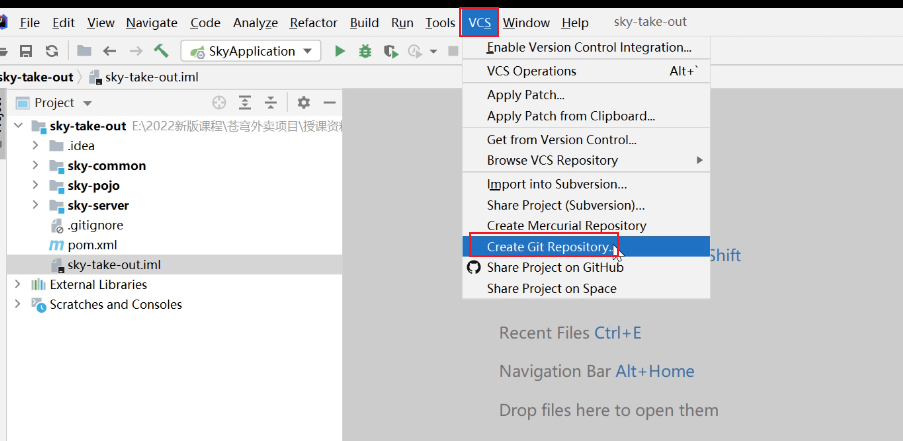 File Edit View Navigate Code Analyze Refactor Build Run Tools VCS Window Help sky-take-out
SkyApplication
sky-take-out sky-take-out.iml
Project
sky-take-out E:\2022新版课程\苍穹外卖项目\授课资料
.idea
sky-common
sky-pojo
sky-server
.gitignore
pom.xml
sky-take-out.iml
External Libraries
Scratches and Consoles
Enable Version Control Integration...
VCS Operations Alt+`
Apply Patch...
Apply Patch from Clipboard...
Get from Version Control...
Browse VCS Repository
Import into Subversion...
Share Project (Subversion)...
Create Mercurial Repository
Create Git Repository...
Share Project on GitHub
Share Project on Space
Shift
Recent Files Ctrl+E
Navigation Bar Alt+Home
Drop files here to open them